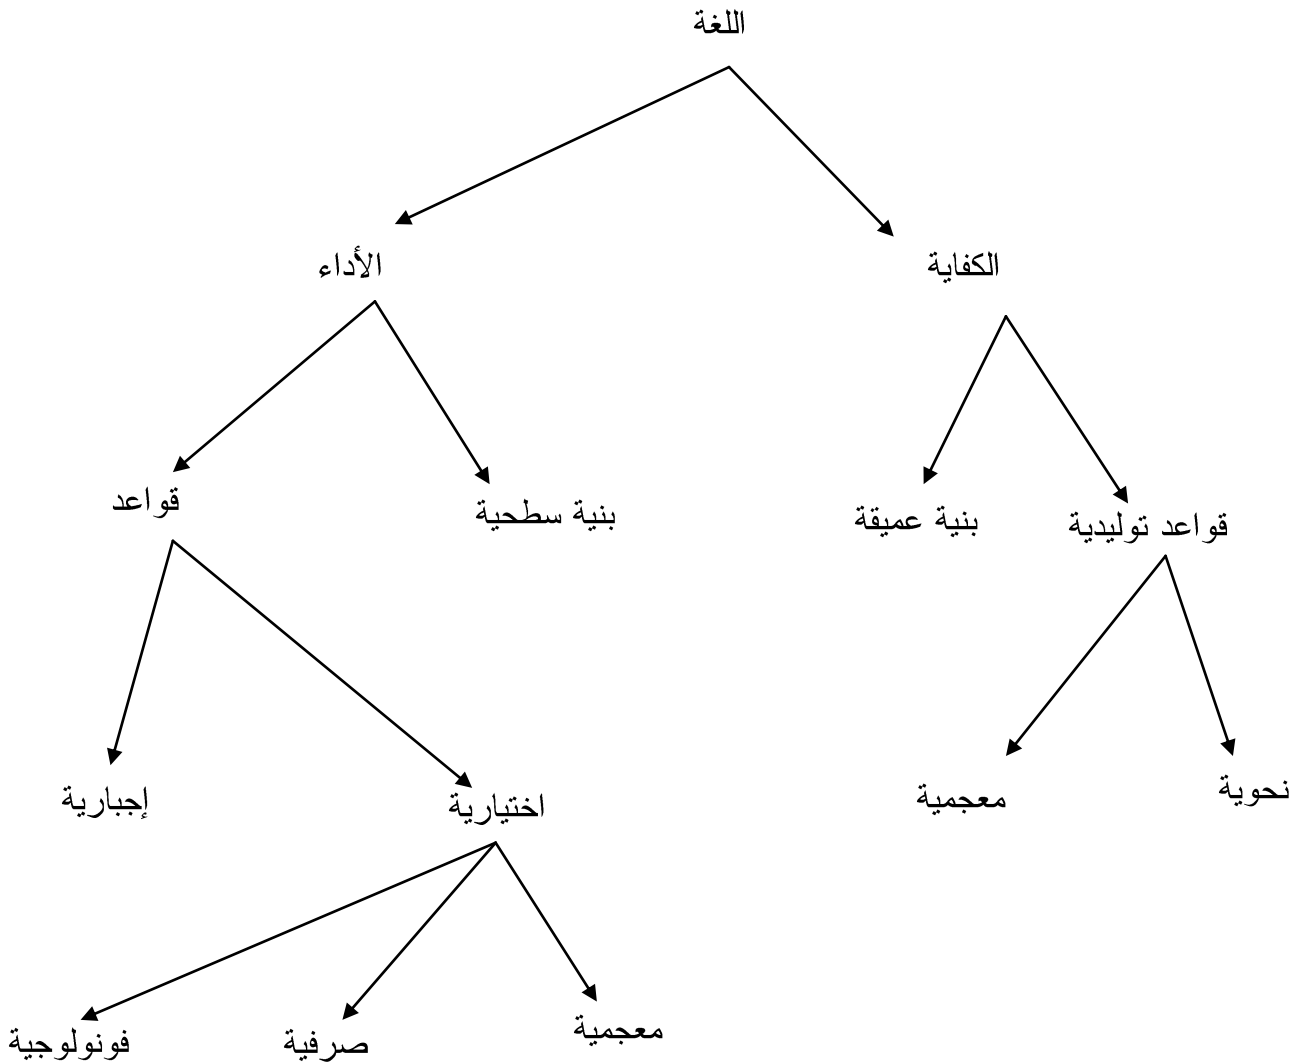 اللغة
الكفاية
الأداء
قواعد توليدية
بنية عميقة
بنية سطحية
قواعد
نحوية
معجمية
اختيارية
إجبارية
معجمية
صرفية
فونولوجية